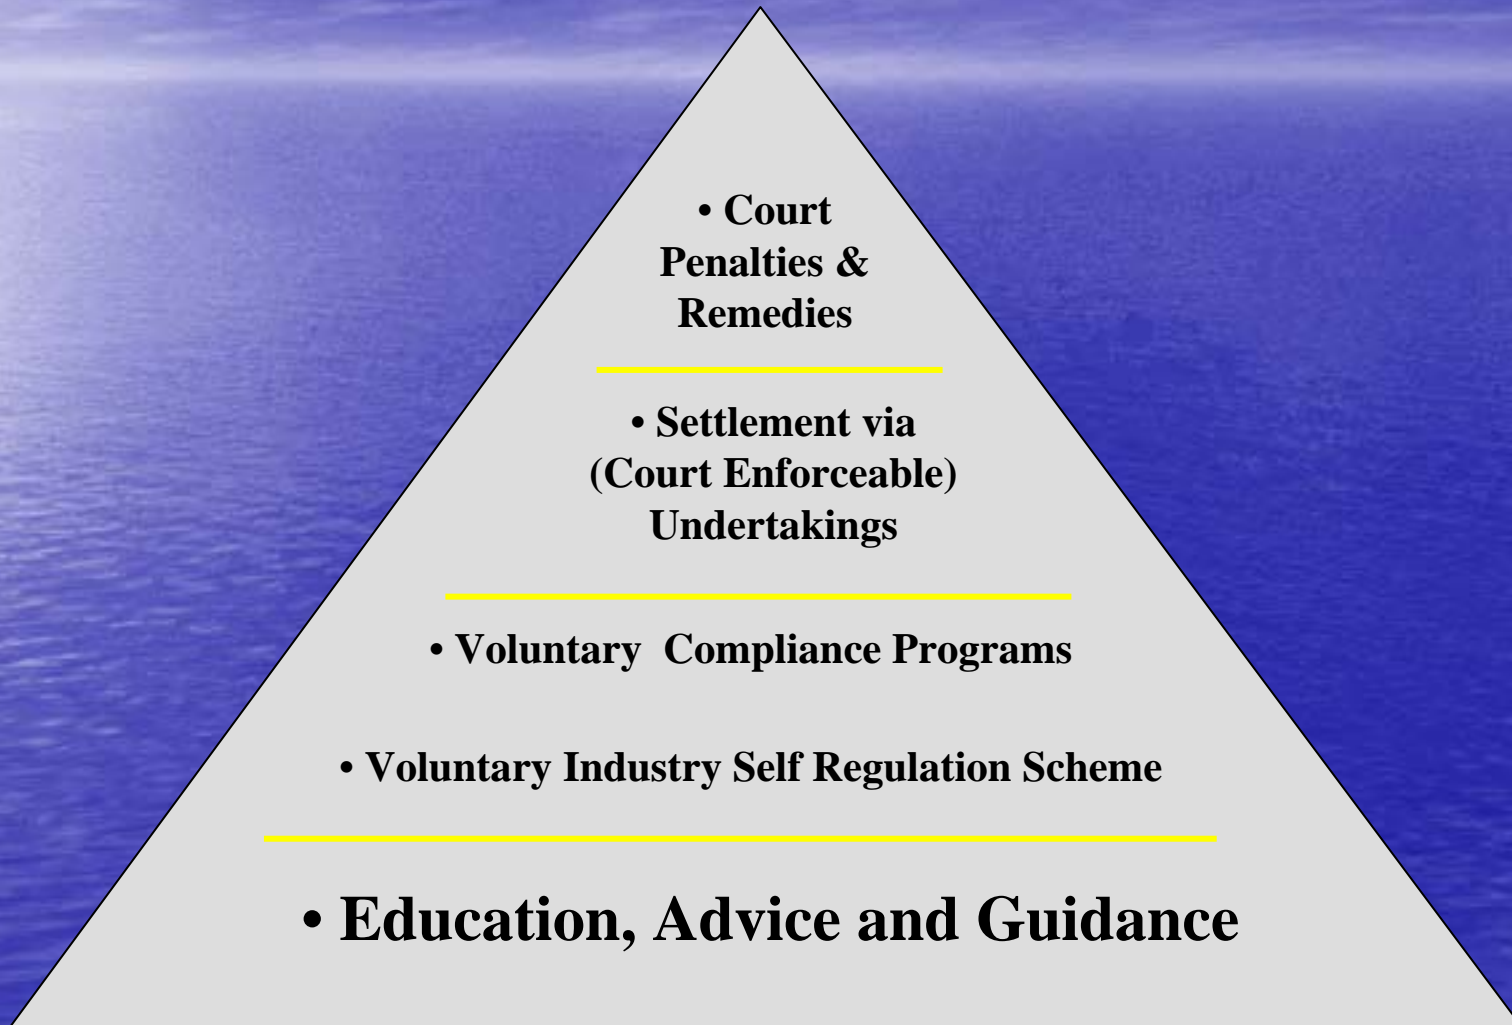 • Court
Penalties &
Remedies
• Settlement via
(Court Enforceable)
Undertakings
• Voluntary  Compliance Programs
• Voluntary Industry Self Regulation Scheme
• Education, Advice and Guidance